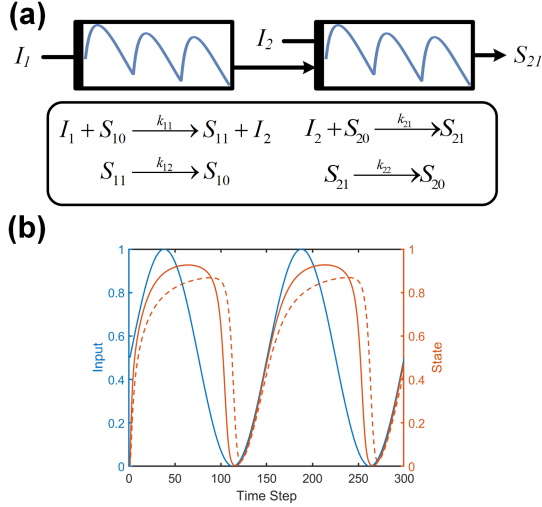 (a)
I₁ I₂ S₂₁
I₁ + S₁₀ —k₁₁→ S₁₁ + I₂ I₂ + S₂₀ —k₂₁→ S₂₁
S₁₁ —k₁₂→ S₁₀ S₂₁ —k₂₂→ S₂₀
(b)
1 1
0.8 0.8
0.6 0.6
Input State
0.4 0.4
0.2 0.2
0 0
0 50 100 150 200 250 300
Time Step